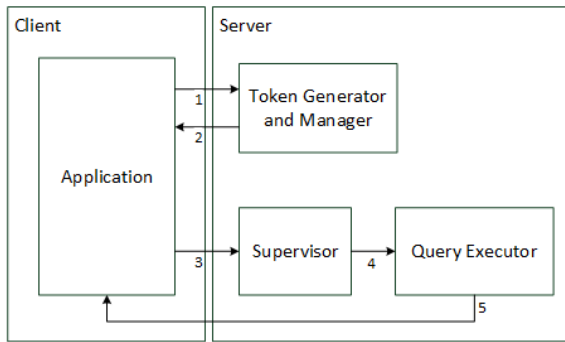 Client
Server
Application
1
Token Generator
and Manager
2
3
Supervisor
4
Query Executor
5